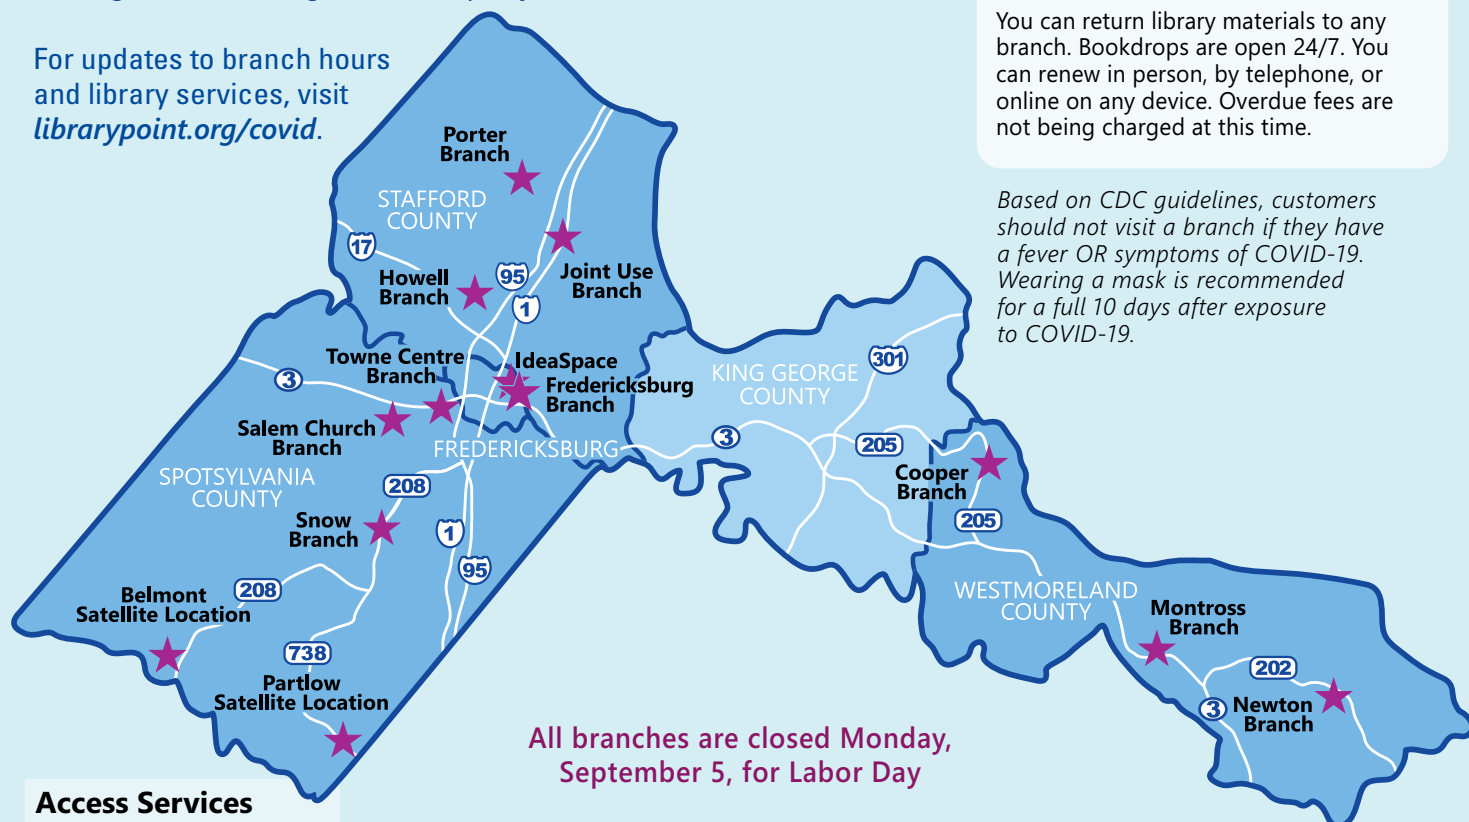 For updates to branch hours
and library services, visit
librarypoint.org/covid.
You can return library materials to any
branch. Bookdrops are open 24/7. You
can renew in person, by telephone, or
online on any device. Overdue fees are
not being charged at this time.
Based on CDC guidelines, customers
should not visit a branch if they have
a fever OR symptoms of COVID-19.
Wearing a mask is recommended
for a full 10 days after exposure
to COVID-19.
Porter
Branch
STAFFORD
COUNTY
17
95
Joint Use
Branch
Howell
Branch
1
Towne Centre
Branch
IdeaSpace
Fredericksburg
Branch
3
Salem Church
Branch
FREDERICKSBURG
KING GEORGE
COUNTY
301
3
205
Cooper
Branch
205
SPOTSYLVANIA
COUNTY
208
Snow
Branch
1
95
208
Belmont
Satellite Location
738
Partlow
Satellite Location
WESTMORELAND
COUNTY
Montross
Branch
202
3
Newton
Branch
All branches are closed Monday,
September 5, for Labor Day
Access Services